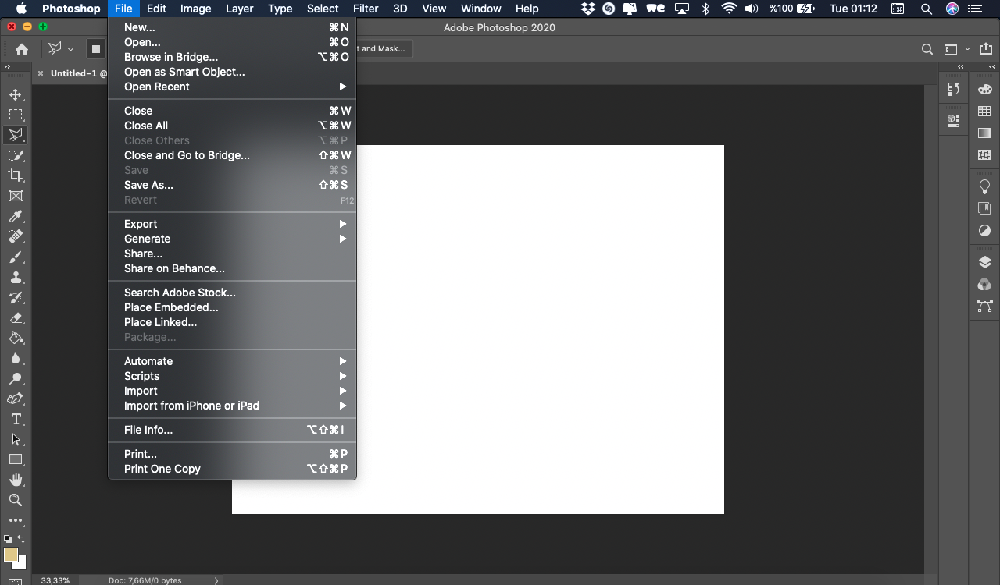 Photoshop File Edit Image Layer Type Select Filter 3D View Window Help %100 Tue 01:12
Adobe Photoshop 2020
t and Mask...
Untitled-1 @
New... ⌘N
Open... ⌘O
Browse in Bridge... ⌥⌘O
Open as Smart Object...
Open Recent
Close ⌘W
Close All ⌥⌘W
Close Others ⌥⌘P
Close and Go to Bridge... ⇧⌘W
Save ⌘S
Save As... ⇧⌘S
Revert F12
Export
Generate
Share...
Share on Behance...
Search Adobe Stock...
Place Embedded...
Place Linked...
Package...
Automate
Scripts
Import
Import from iPhone or iPad
File Info... ⌥⇧⌘I
Print... ⌘P
Print One Copy ⌥⇧⌘P
33,33% Doc: 7,66M/0 bytes